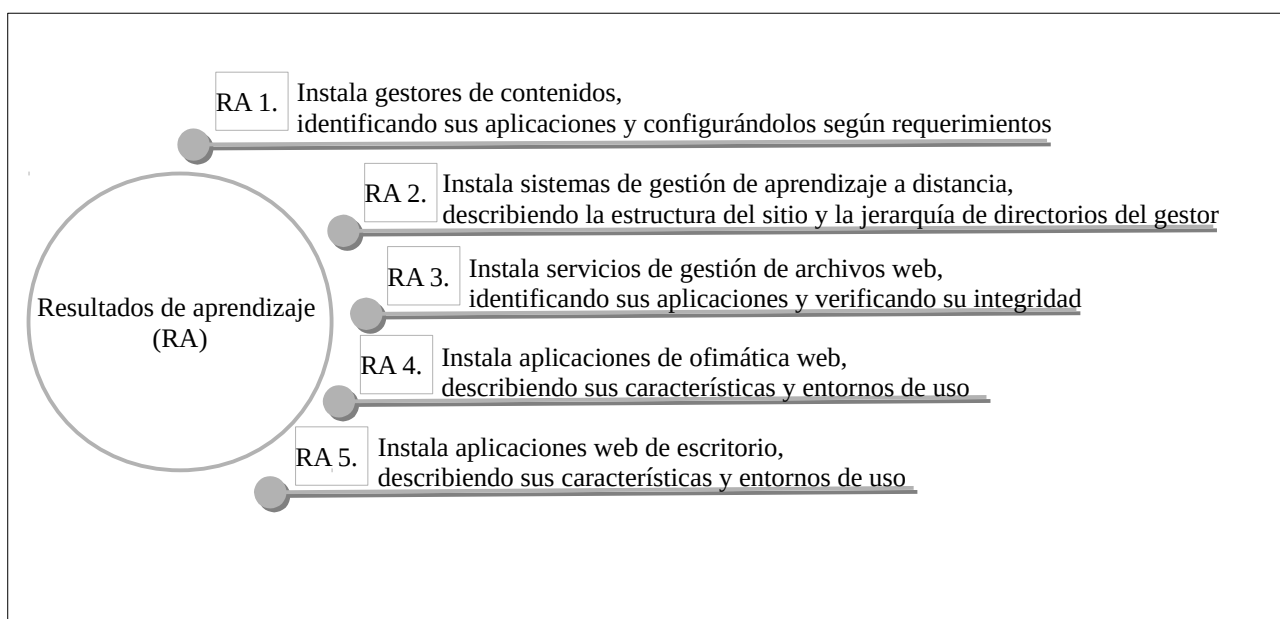 RA 1.
Instala gestores de contenidos,
identificando sus aplicaciones y configurándolos según requerimientos
RA 2.
Instala sistemas de gestión de aprendizaje a distancia,
describiendo la estructura del sitio y la jerarquía de directorios del gestor
RA 3.
Instala servicios de gestión de archivos web,
identificando sus aplicaciones y verificando su integridad
Resultados de aprendizaje
(RA)
RA 4.
Instala aplicaciones de ofimática web,
describiendo sus características y entornos de uso
RA 5.
Instala aplicaciones web de escritorio,
describiendo sus características y entornos de uso